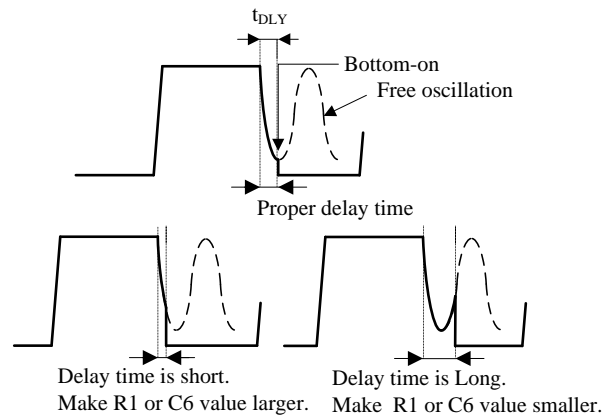 tDLY
Bottom-on
Free oscillation
Proper delay time
Delay time is short.
Make R1 or C6 value larger.
Delay time is Long.
Make R1 or C6 value smaller.